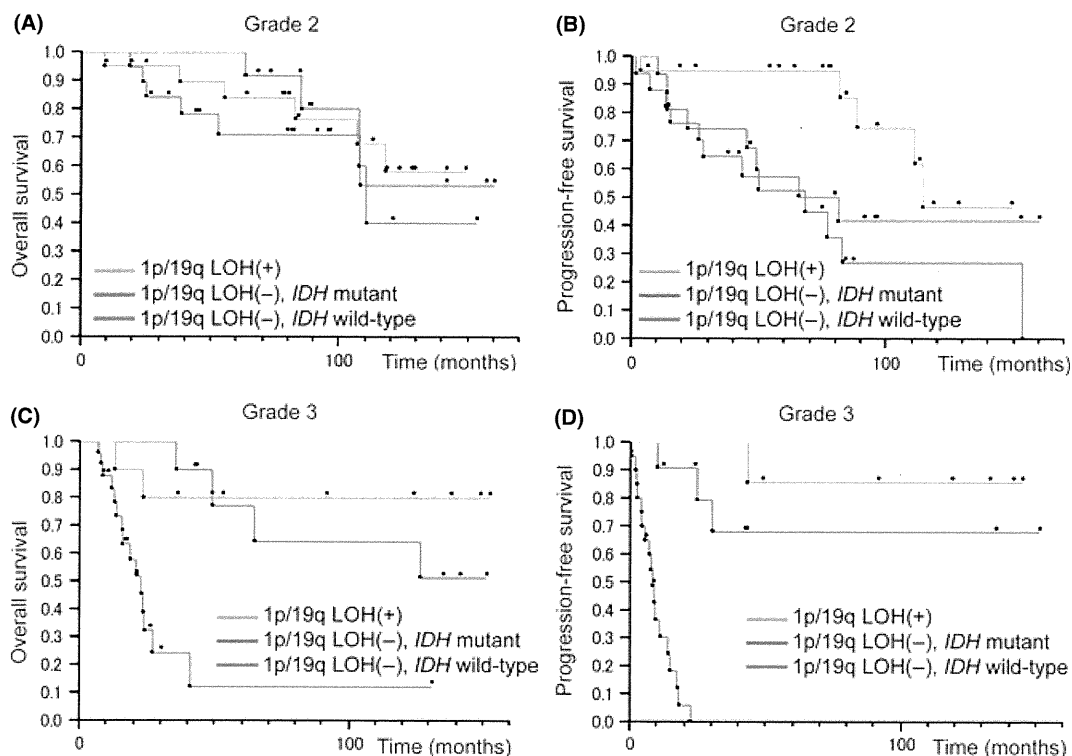 (A)
Grade 2
Overall survival
1.0
0.9
0.8
0.7
0.6
0.5
0.4
0.3
0.2
0.1
0.0
1p/19q LOH(+)
1p/19q LOH(–), IDH mutant
1p/19q LOH(–), IDH wild-type
0
100
Time (months)
(B)
Grade 2
Progression-free survival
1.0
0.9
0.8
0.7
0.6
0.5
0.4
0.3
0.2
0.1
0.0
1p/19q LOH(+)
1p/19q LOH(–), IDH mutant
1p/19q LOH(–), IDH wild-type
0
100
Time (months)
(C)
Grade 3
Overall survival
1.0
0.9
0.8
0.7
0.6
0.5
0.4
0.3
0.2
0.1
0.0
1p/19q LOH(+)
1p/19q LOH(–), IDH mutant
1p/19q LOH(–), IDH wild-type
0
100
Time (months)
(D)
Grade 3
Progression-free survival
1.0
0.9
0.8
0.7
0.6
0.5
0.4
0.3
0.2
0.1
0.0
1p/19q LOH(+)
1p/19q LOH(–), IDH mutant
1p/19q LOH(–), IDH wild-type
0
100
Time (months)